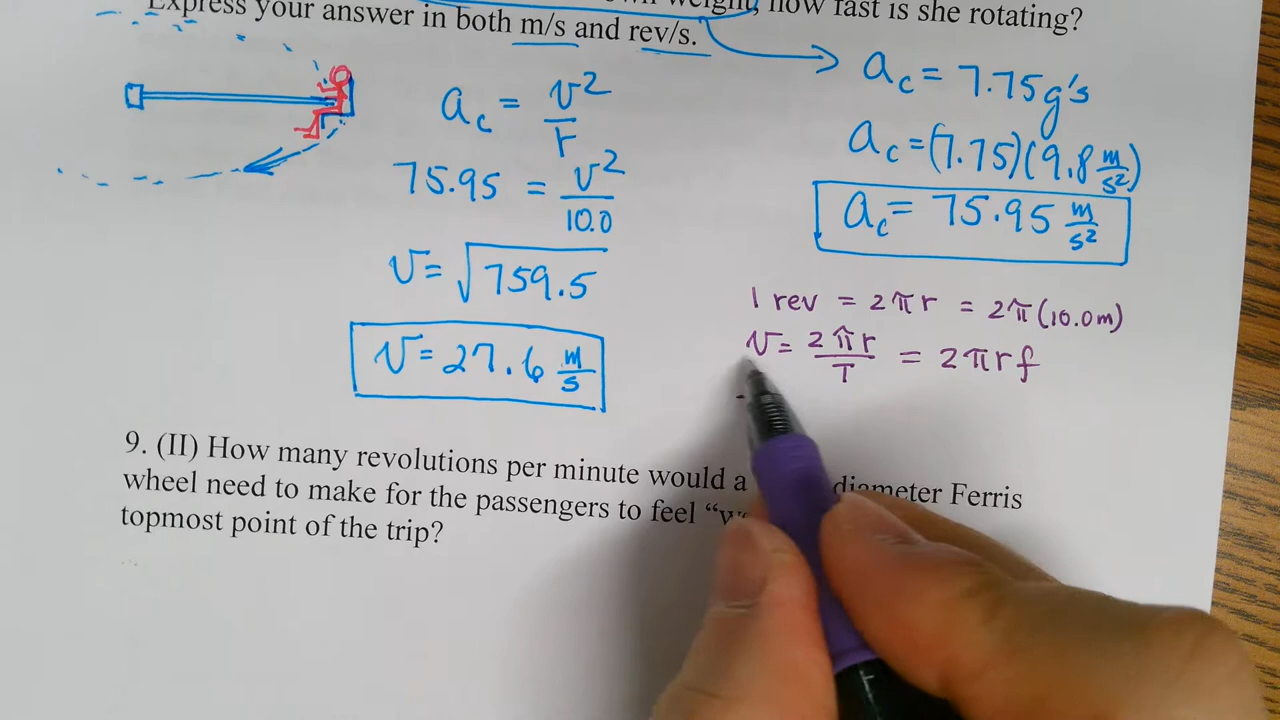 Express your answer in both m/s and rev/s. weight, how fast is she rotating?
a_c = v²/r
75.95 = v²/10.0
v = √759.5
v = 27.6 m/s
a_c = 7.75 g's
a_c = (7.75)(9.8 m/s²)
a_c = 75.95 m/s²
1 rev = 2πr = 2π(10.0m)
v = 2πr/T = 2πrf
9. (II) How many revolutions per minute would a diameter Ferris
wheel need to make for the passengers to feel
topmost point of the trip?